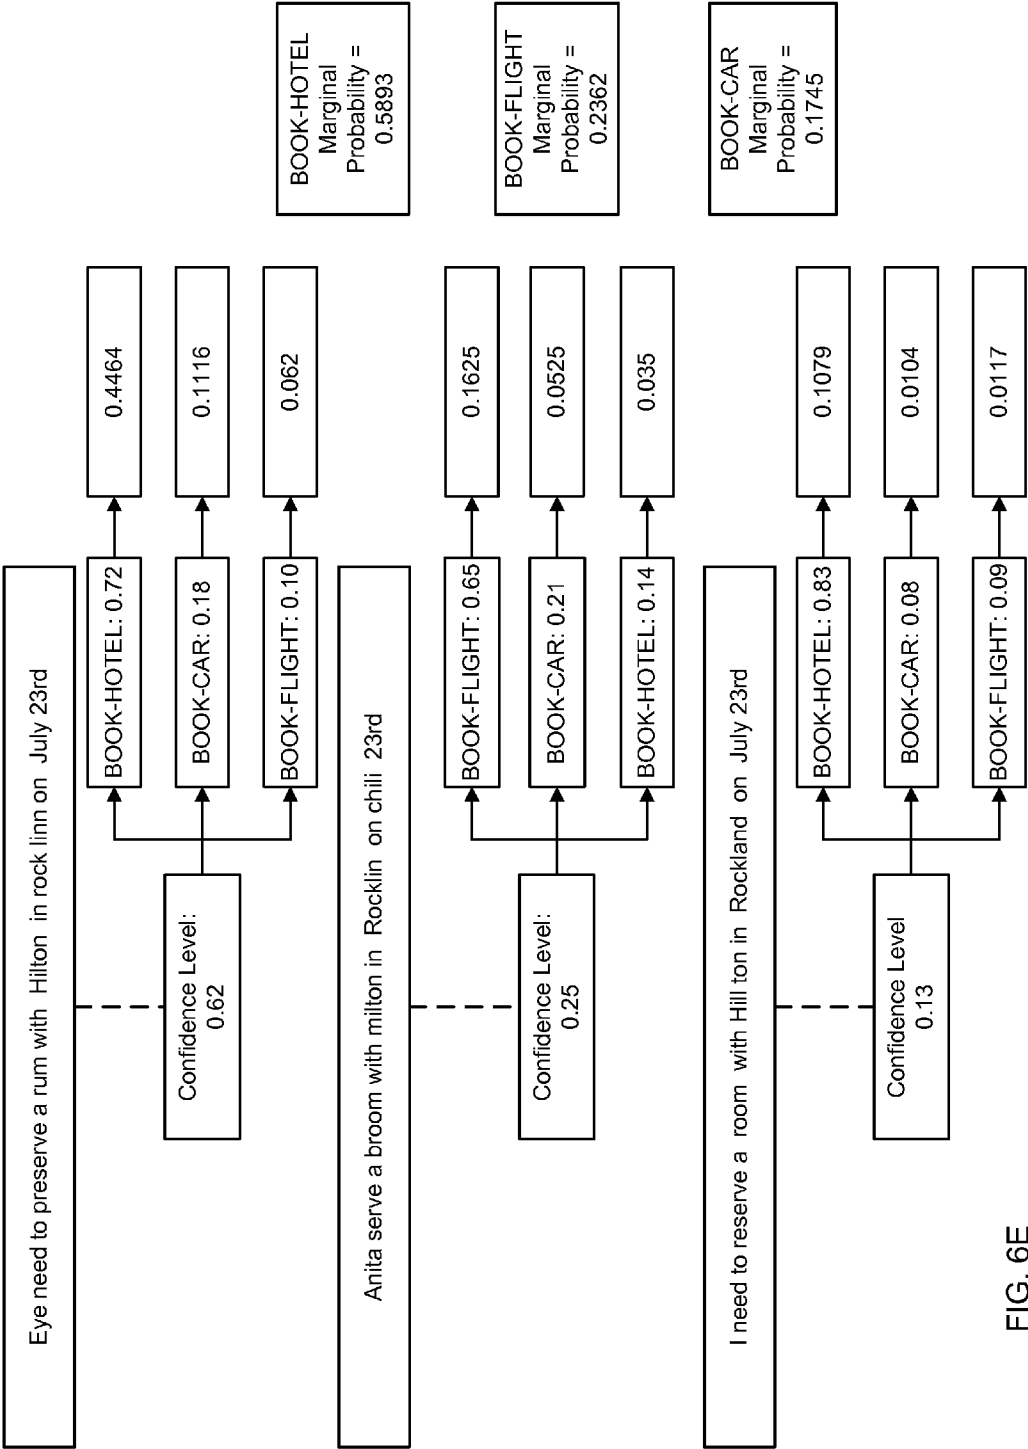 Eye need to preserve a rum with Hilton in rock linn on July 23rd
Confidence Level:
0.62
BOOK-HOTEL: 0.72
0.4464
BOOK-CAR: 0.18
0.1116
BOOK-FLIGHT: 0.10
0.062
Anita serve a broom with milton in Rocklin on chili 23rd
Confidence Level:
0.25
BOOK-FLIGHT: 0.65
0.1625
BOOK-CAR: 0.21
0.0525
BOOK-HOTEL: 0.14
0.035
I need to reserve a room with Hill ton in Rockland on July 23rd
Confidence Level
0.13
BOOK-HOTEL: 0.83
0.1079
BOOK-CAR: 0.08
0.0104
BOOK-FLIGHT: 0.09
0.0117
BOOK-HOTEL
Marginal
Probability =
0.5893
BOOK-FLIGHT
Marginal
Probability =
0.2362
BOOK-CAR
Marginal
Probability =
0.1745
FIG. 6E